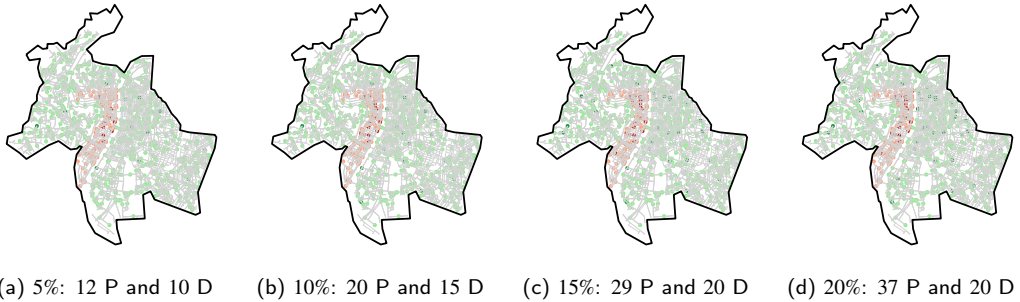 (a) 5%: 12 P and 10 D
(b) 10%: 20 P and 15 D
(c) 15%: 29 P and 20 D
(d) 20%: 37 P and 20 D